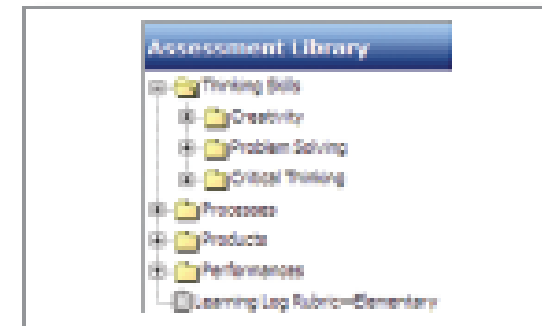 Assessment Library
Thinking Skills
Creativity
Problem Solving
Critical Thinking
Processes
Products
Performances
Learning Log Rubric—Elementary